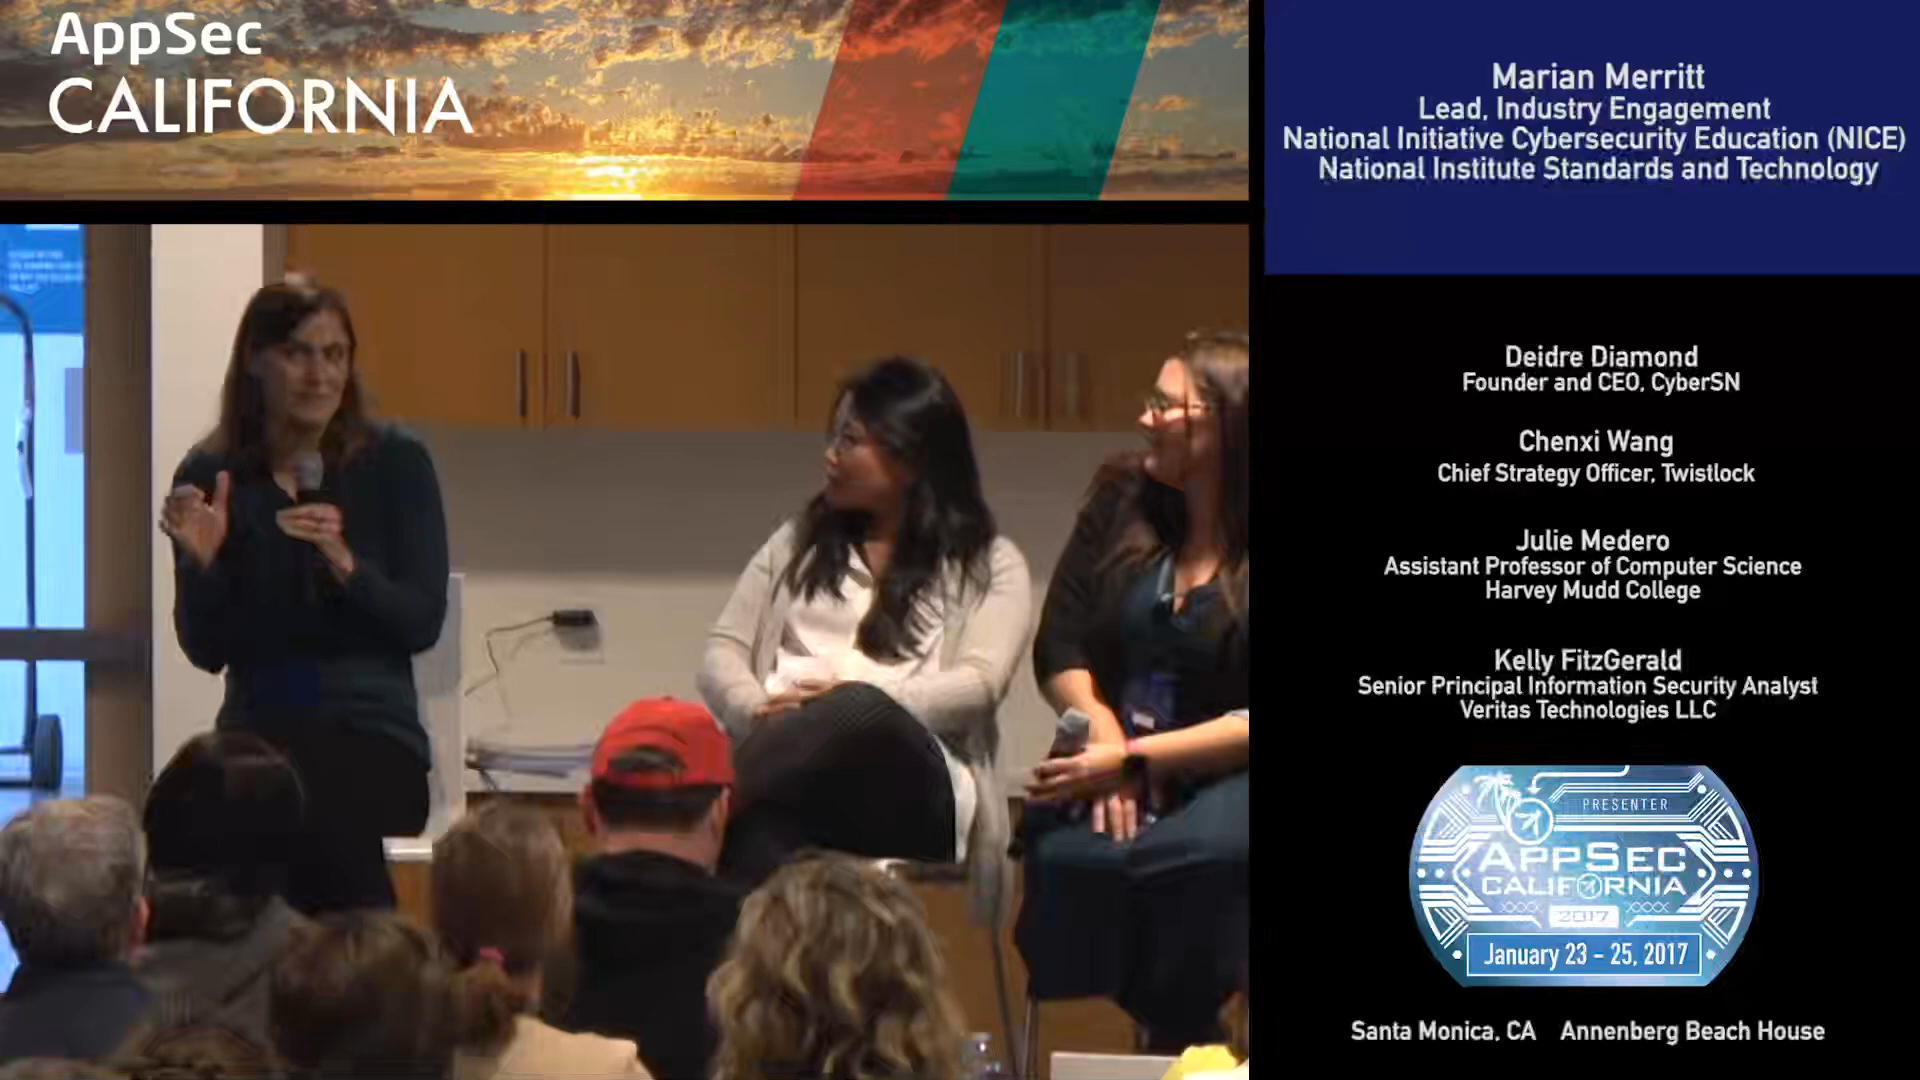 AppSec
CALIFORNIA
Marian Merritt
Lead, Industry Engagement
National Initiative Cybersecurity Education (NICE)
National Institute Standards and Technology
Deidre Diamond
Founder and CEO, CyberSN
Chenxi Wang
Chief Strategy Officer, Twistlock
Julie Medero
Assistant Professor of Computer Science
Harvey Mudd College
Kelly FitzGerald
Senior Principal Information Security Analyst
Veritas Technologies LLC
PRESENTER
APPSEC
CALIFORNIA
2017
January 23 - 25, 2017
Santa Monica, CA Annenberg Beach House